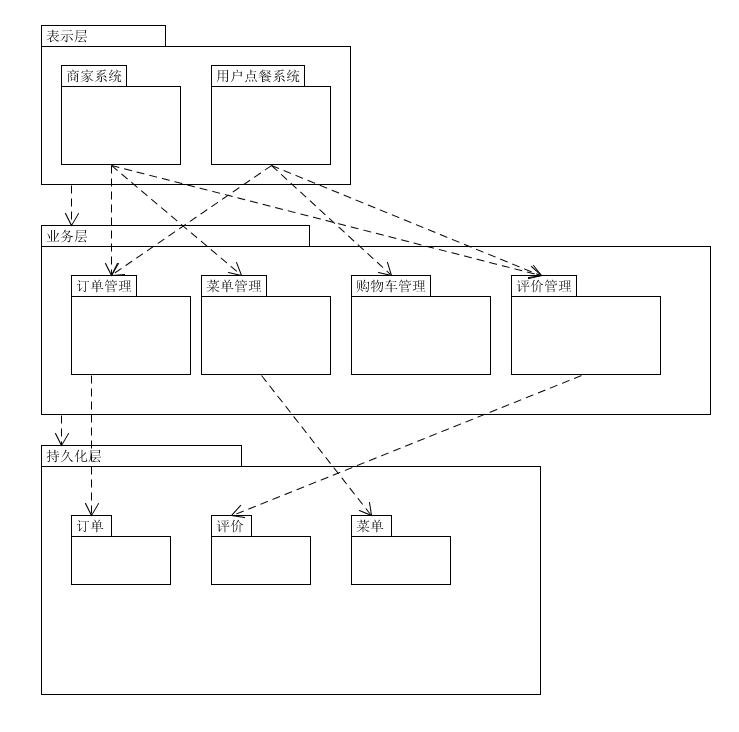 表示层
商家系统
用户点餐系统
业务层
订单管理
菜单管理
购物车管理
评价管理
持久化层
订单
评价
菜单